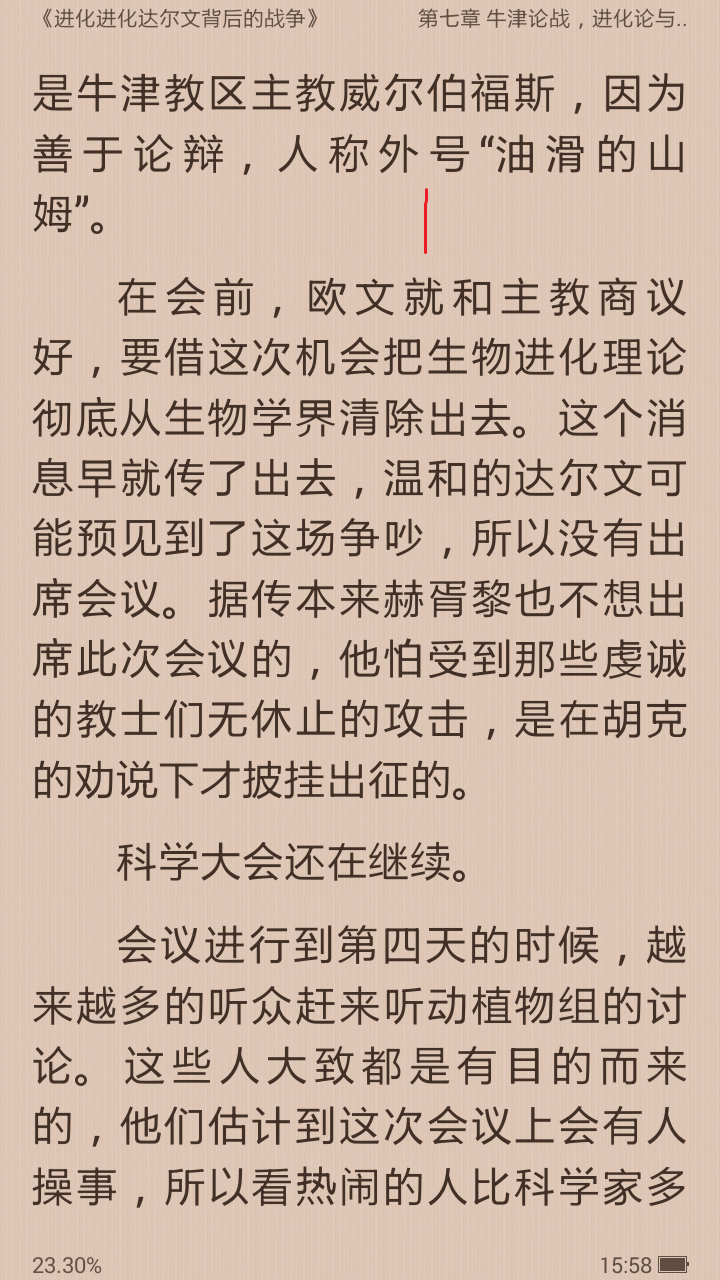 《进化进化达尔文背后的战争》 第七章 牛津论战，进化论与..
是牛津教区主教威尔伯福斯，因为
善于论辩，人称外号“油滑的山
姆”。
在会前，欧文就和主教商议
好，要借这次机会把生物进化理论
彻底从生物学界清除出去。这个消
息早就传了出去，温和的达尔文可
能预见到了这场争吵，所以没有出
席会议。据传本来赫胥黎也不想出
席此次会议的，他怕受到那些虔诚
的教士们无休止的攻击，是在胡克
的劝说下才披挂出征的。
科学大会还在继续。
会议进行到第四天的时候，越
来越多的听众赶来听动植物组的讨
论。这些人大致都是有目的而来
的，他们估计到这次会议上会有人
操事，所以看热闹的人比科学家多
23.30% 15:58